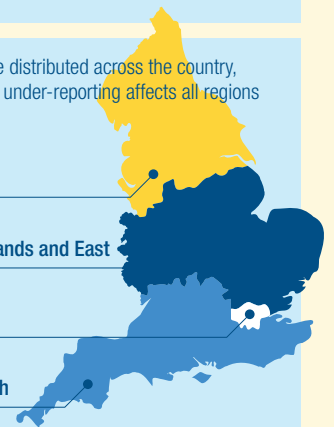 e distributed across the country,
under-reporting affects all regions
ands and East
h